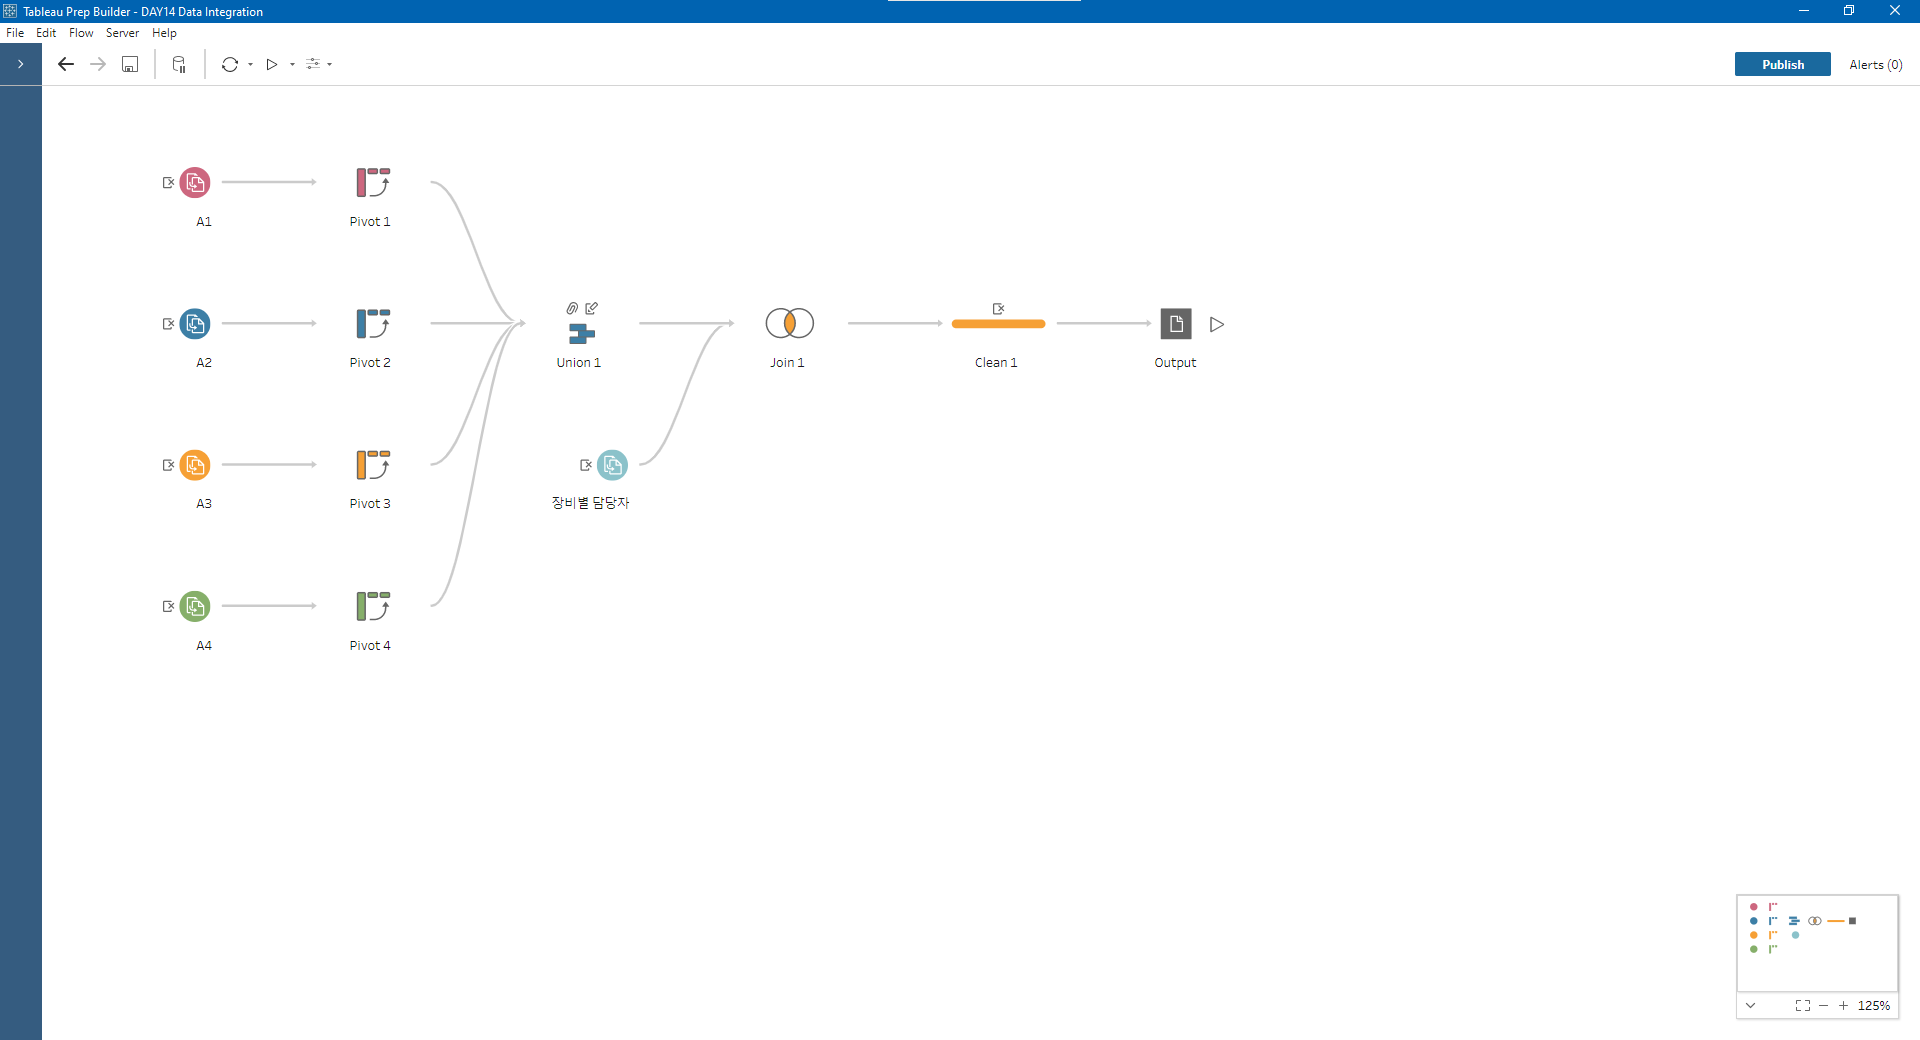 Tableau Prep Builder - DAY14 Data Integration
File Edit Flow Server Help
Publish Alerts (0)
A1 Pivot 1
A2 Pivot 2 Union 1 Join 1 Clean 1 Output
A3 Pivot 3 장비별 담당자
A4 Pivot 4
125%